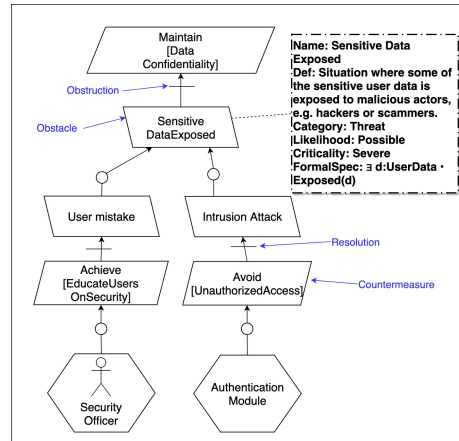 Maintain
[Data
Confidentiality]
Name: Sensitive Data
Exposed
Def: Situation where some of
the sensitive user data is
exposed to malicious actors,
e.g. hackers or scammers.
Category: Threat
Likelihood: Possible
Criticality: Severe
FormalSpec: ∃ d:UserData ·
Exposed(d)
Obstruction
Obstacle
Sensitive
DataExposed
User mistake
Intrusion Attack
Resolution
Achieve
[EducateUsers
OnSecurity]
Avoid
[UnauthorizedAccess]
Countermeasure
Security
Officer
Authentication
Module